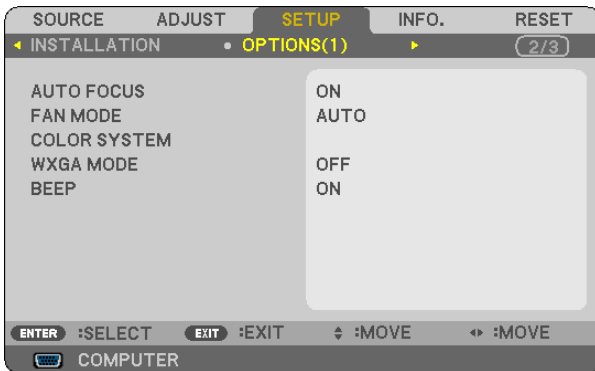 SOURCE ADJUST SETUP INFO. RESET
INSTALLATION OPTIONS(1) 2/3
AUTO FOCUS ON
FAN MODE AUTO
COLOR SYSTEM
WXGA MODE OFF
BEEP ON
ENTER :SELECT EXIT :EXIT :MOVE :MOVE
COMPUTER